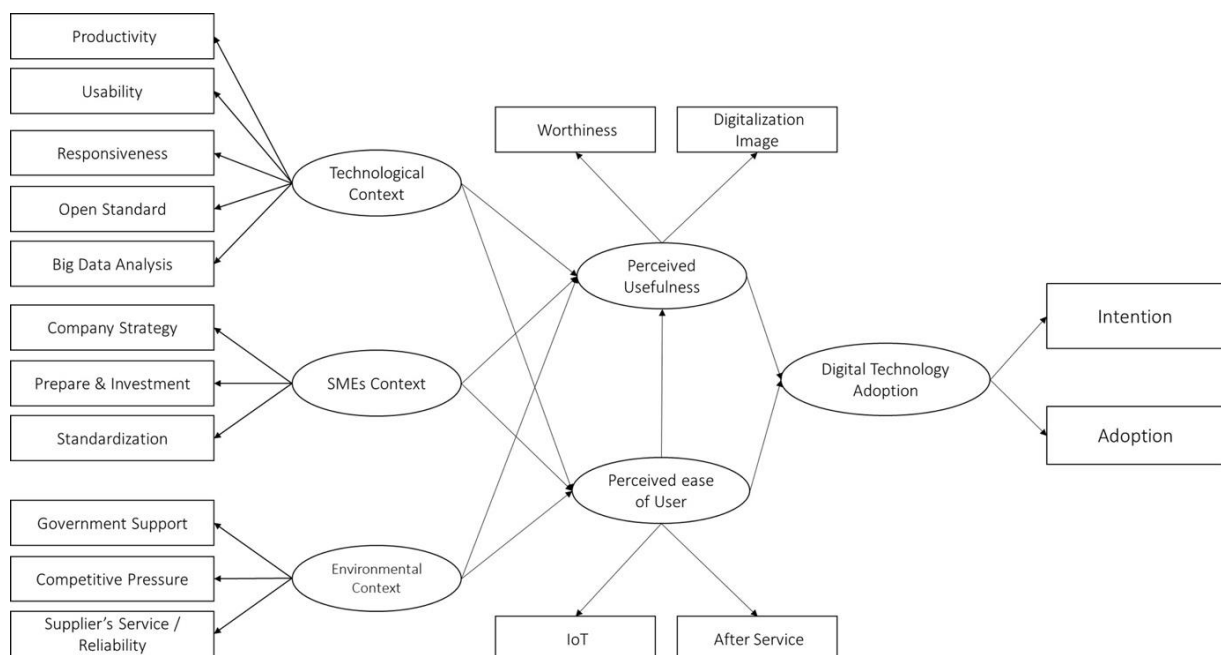 Productivity
Usability
Responsiveness
Open Standard
Big Data Analysis
Company Strategy
Prepare & Investment
Standardization
Government Support
Competitive Pressure
Supplier’s Service /
Reliability
Technological
Context
SMEs Context
Environmental
Context
Worthiness
Digitalization
Image
Perceived
Usefulness
Perceived ease
of User
IoT
After Service
Digital Technology
Adoption
Intention
Adoption